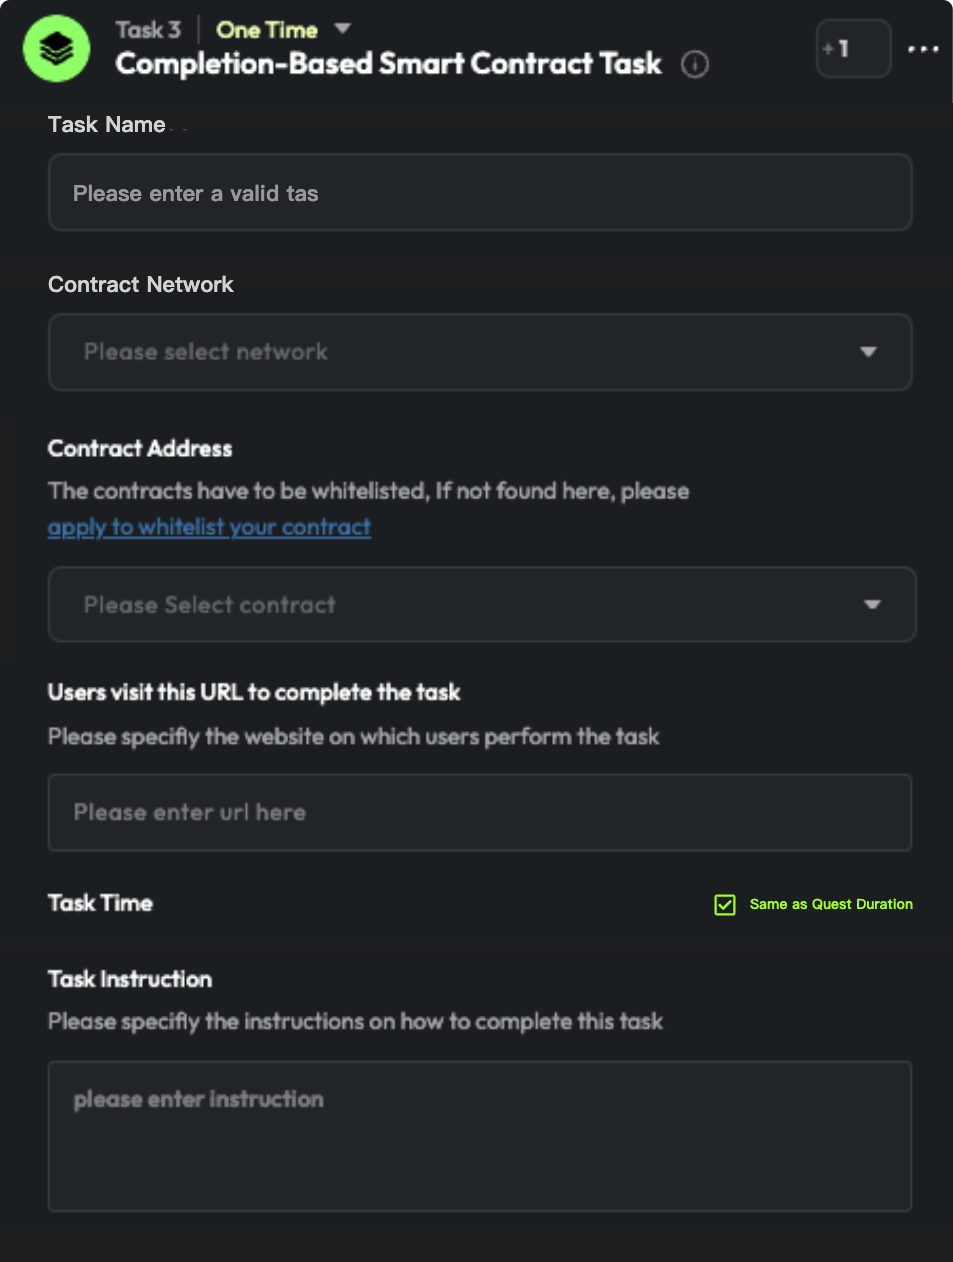 Task 3 One Time
Completion-Based Smart Contract Task
+1
Task Name
Please enter a valid tas
Contract Network
Please select network
Contract Address
The contracts have to be whitelisted, If not found here, please
apply to whitelist your contract
Please Select contract
Users visit this URL to complete the task
Please specifiy the website on which users perform the task
Please enter url here
Task Time
Same as Quest Duration
Task Instruction
Please specifiy the instructions on how to complete this task
please enter instruction